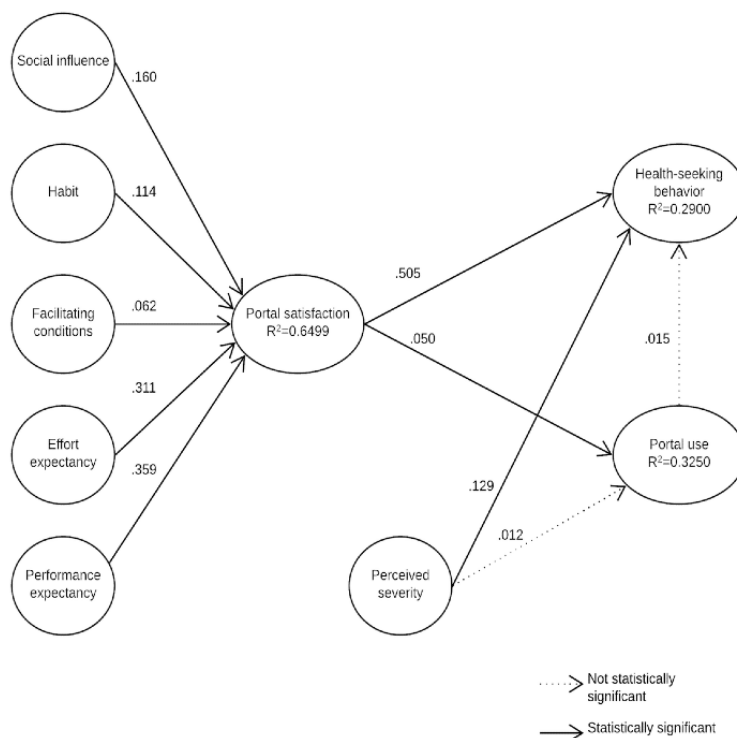 Social influence
.160
Habit
.114
Facilitating
conditions
.062
Effort
expectancy
.311
Performance
expectancy
.359
Portal satisfaction
R²=0.6499
.505
.050
Health-seeking
behavior
R²=0.2900
.015
Portal use
R²=0.3250
.129
.012
Perceived
severity
Not statistically
significant
Statistically significant